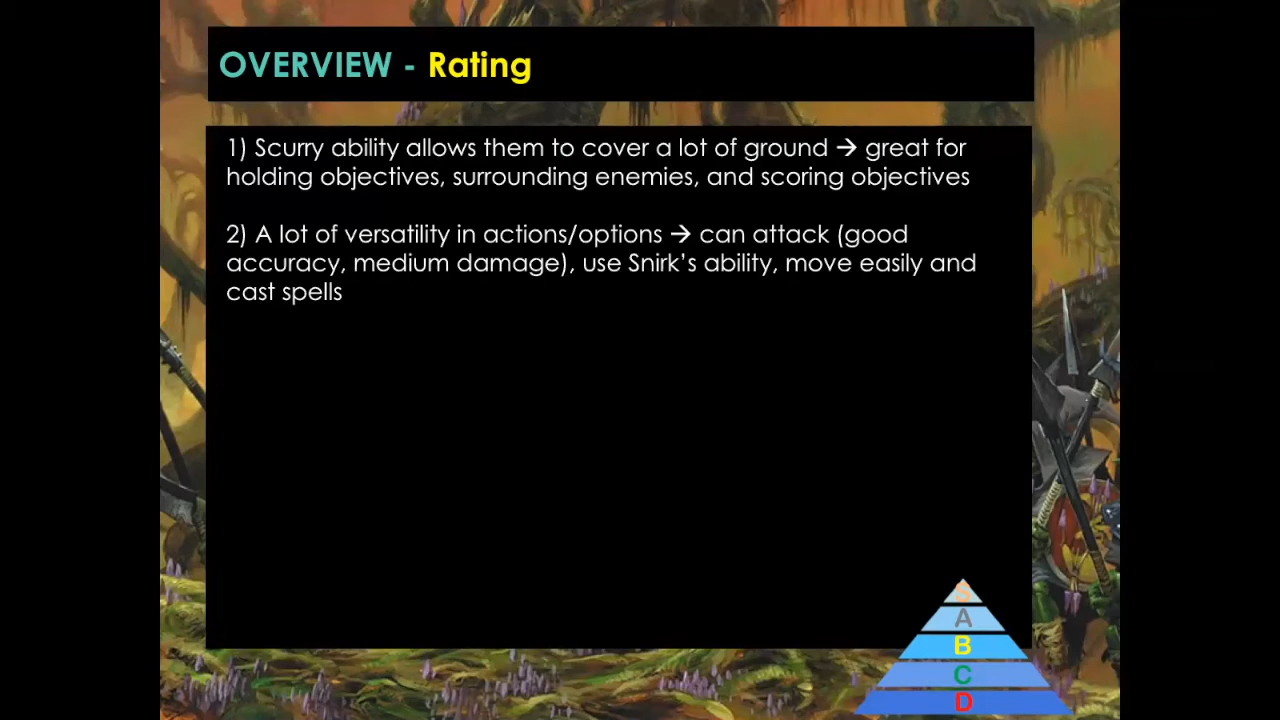 OVERVIEW - Rating
1) Scurry ability allows them to cover a lot of ground → great for
holding objectives, surrounding enemies, and scoring objectives
2) A lot of versatility in actions/options → can attack (good
accuracy, medium damage), use Snirk’s ability, move easily and
cast spells
S
A
B
C
D